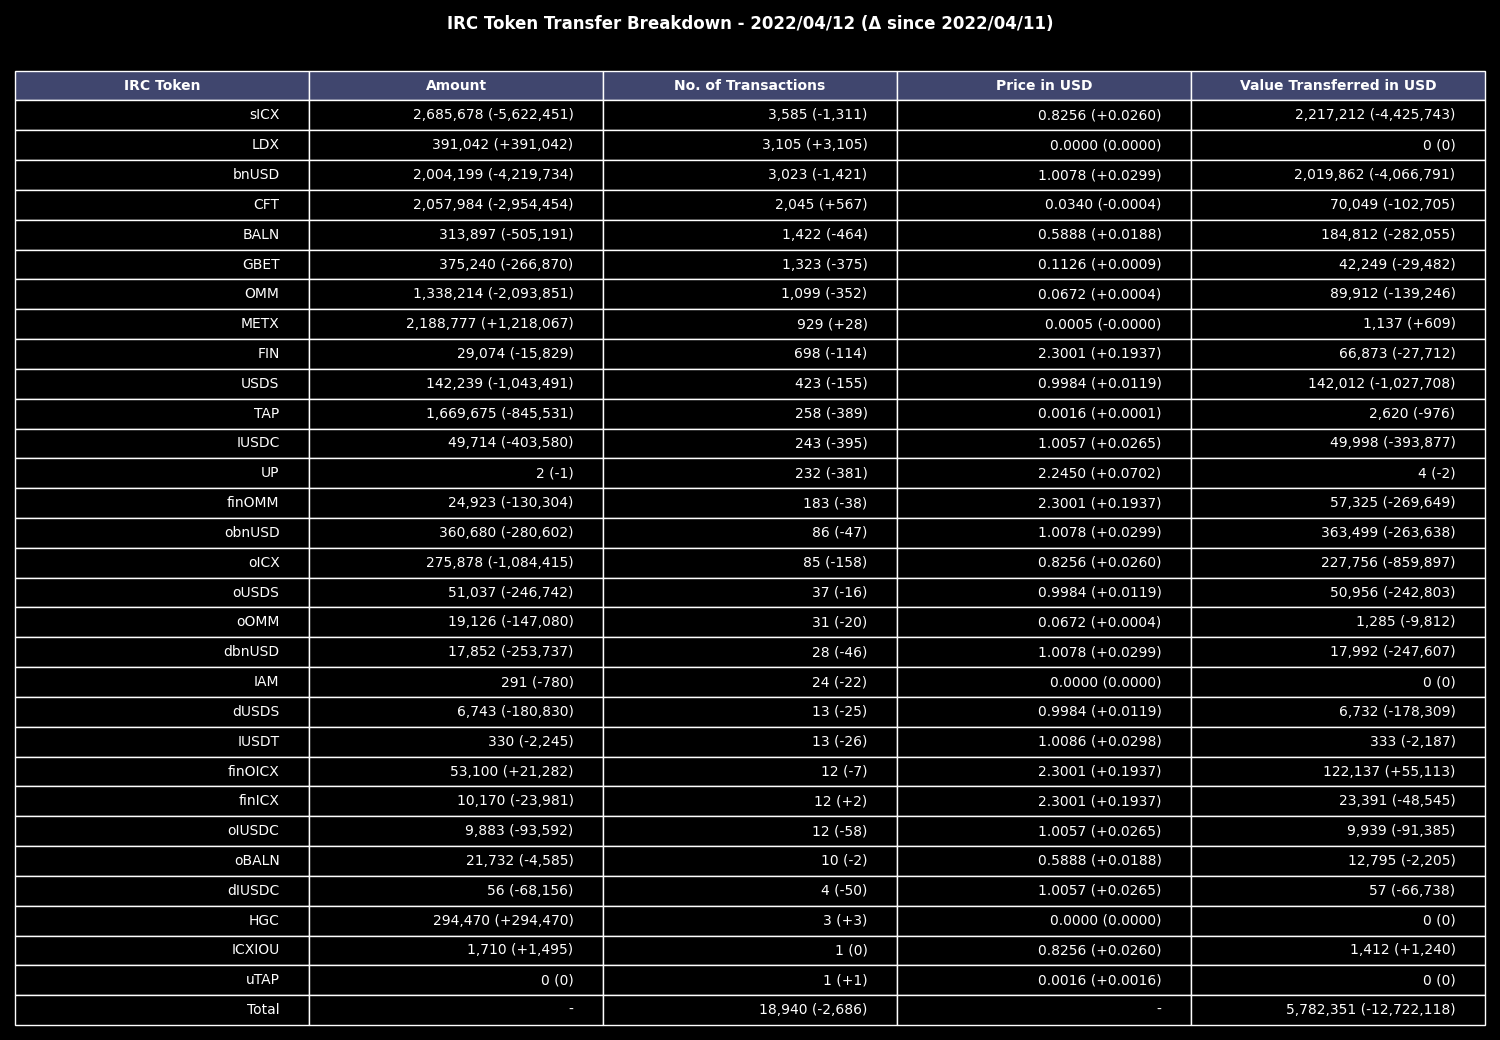 IRC Token Transfer Breakdown - 2022/04/12 (Δ since 2022/04/11)
IRC Token Amount No. of Transactions Price in USD Value Transferred in USD
sICX 2,685,678 (-5,622,451) 3,585 (-1,311) 0.8256 (+0.0260) 2,217,212 (-4,425,743)
LDX 391,042 (+391,042) 3,105 (+3,105) 0.0000 (0.0000) 0 (0)
bnUSD 2,004,199 (-4,219,734) 3,023 (-1,421) 1.0078 (+0.0299) 2,019,862 (-4,066,791)
CFT 2,057,984 (-2,954,454) 2,045 (+567) 0.0340 (-0.0004) 70,049 (-102,705)
BALN 313,897 (-505,191) 1,422 (-464) 0.5888 (+0.0188) 184,812 (-282,055)
GBET 375,240 (-266,870) 1,323 (-375) 0.1126 (+0.0009) 42,249 (-29,482)
OMM 1,338,214 (-2,093,851) 1,099 (-352) 0.0672 (+0.0004) 89,912 (-139,246)
METX 2,188,777 (+1,218,067) 929 (+28) 0.0005 (-0.0000) 1,137 (+609)
FIN 29,074 (-15,829) 698 (-114) 2.3001 (+0.1937) 66,873 (-27,712)
USDS 142,239 (-1,043,491) 423 (-155) 0.9984 (+0.0119) 142,012 (-1,027,708)
TAP 1,669,675 (-845,531) 258 (-389) 0.0016 (+0.0001) 2,620 (-976)
IUSDC 49,714 (-403,580) 243 (-395) 1.0057 (+0.0265) 49,998 (-393,877)
UP 2 (-1) 232 (-381) 2.2450 (+0.0702) 4 (-2)
finOMM 24,923 (-130,304) 183 (-38) 2.3001 (+0.1937) 57,325 (-269,649)
obnUSD 360,680 (-280,602) 86 (-47) 1.0078 (+0.0299) 363,499 (-263,638)
oICX 275,878 (-1,084,415) 85 (-158) 0.8256 (+0.0260) 227,756 (-859,897)
oUSDS 51,037 (-246,742) 37 (-16) 0.9984 (+0.0119) 50,956 (-242,803)
oOMM 19,126 (-147,080) 31 (-20) 0.0672 (+0.0004) 1,285 (-9,812)
dbnUSD 17,852 (-253,737) 28 (-46) 1.0078 (+0.0299) 17,992 (-247,607)
IAM 291 (-780) 24 (-22) 0.0000 (0.0000) 0 (0)
dUSDS 6,743 (-180,830) 13 (-25) 0.9984 (+0.0119) 6,732 (-178,309)
IUSDT 330 (-2,245) 13 (-26) 1.0086 (+0.0298) 333 (-2,187)
finOICX 53,100 (+21,282) 12 (-7) 2.3001 (+0.1937) 122,137 (+55,113)
finICX 10,170 (-23,981) 12 (+2) 2.3001 (+0.1937) 23,391 (-48,545)
oIUSDC 9,883 (-93,592) 12 (-58) 1.0057 (+0.0265) 9,939 (-91,385)
oBALN 21,732 (-4,585) 10 (-2) 0.5888 (+0.0188) 12,795 (-2,205)
dIUSDC 56 (-68,156) 4 (-50) 1.0057 (+0.0265) 57 (-66,738)
HGC 294,470 (+294,470) 3 (+3) 0.0000 (0.0000) 0 (0)
ICXIOU 1,710 (+1,495) 1 (0) 0.8256 (+0.0260) 1,412 (+1,240)
uTAP 0 (0) 1 (+1) 0.0016 (+0.0016) 0 (0)
Total - 18,940 (-2,686) - 5,782,351 (-12,722,118)